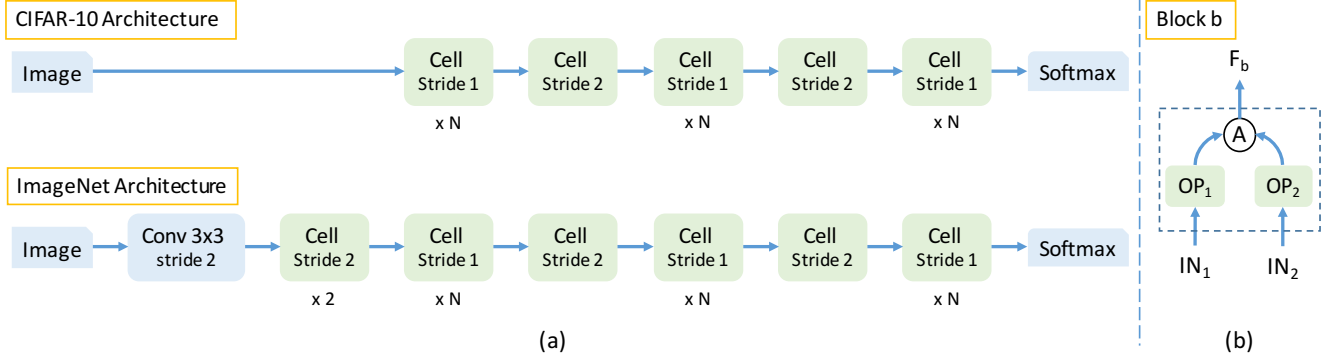 CIFAR-10 Architecture
Image
Cell
Stride 1
x N
Cell
Stride 2
Cell
Stride 1
x N
Cell
Stride 2
Cell
Stride 1
x N
Softmax
ImageNet Architecture
Image
Conv 3x3
stride 2
Cell
Stride 2
x 2
Cell
Stride 1
x N
Cell
Stride 2
Cell
Stride 1
x N
Cell
Stride 2
Cell
Stride 1
x N
Softmax
(a)
Block b
F_b
A
OP₁
OP₂
IN₁
IN₂
(b)